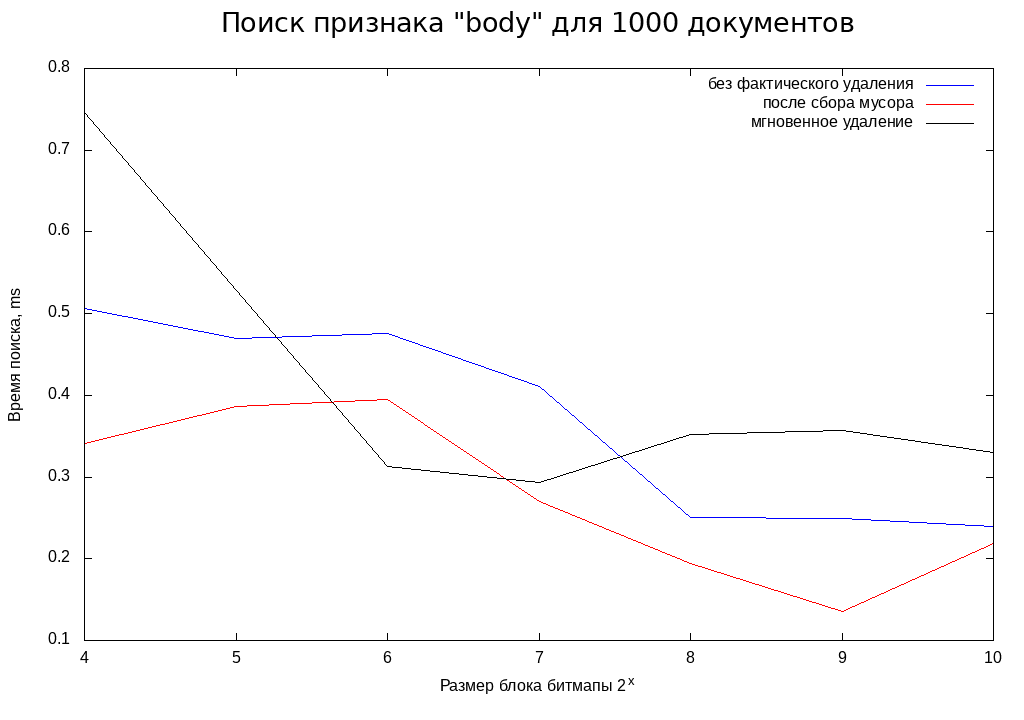 Поиск признака "body" для 1000 документов
без фактического удаления
после сбора мусора
мгновенное удаление
0.8
0.7
0.6
0.5
0.4
0.3
0.2
0.1
Время поиска, ms
4 5 6 7 8 9 10
Размер блока битмапы 2^x